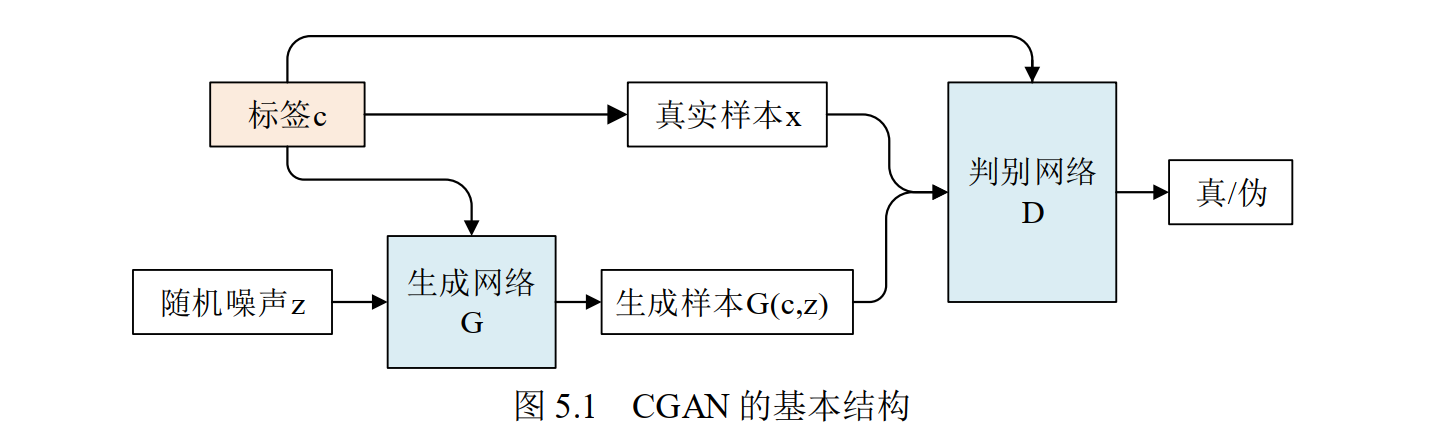 标签c
真实样本x
判别网络
D
真/伪
随机噪声z
生成网络
G
生成样本G(c,z)
图 5.1 CGAN 的基本结构